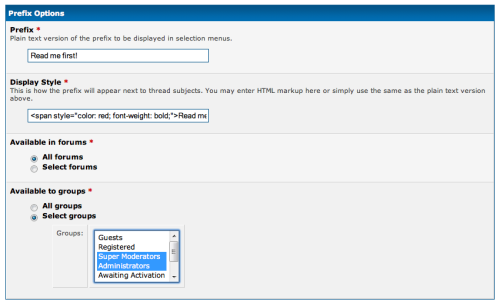 Prefix Options
Prefix *
Plain text version of the prefix to be displayed in selection menus.
Read me first!
Display Style *
This is how the prefix will appear next to thread subjects. You may enter HTML markup here or simply use the same as the plain text version
above.
<span style="color: red; font-weight: bold;">Read me
Available in forums *
All forums
Select forums
Available to groups *
All groups
Select groups
Groups:
Guests
Registered
Super Moderators
Administrators
Awaiting Activation